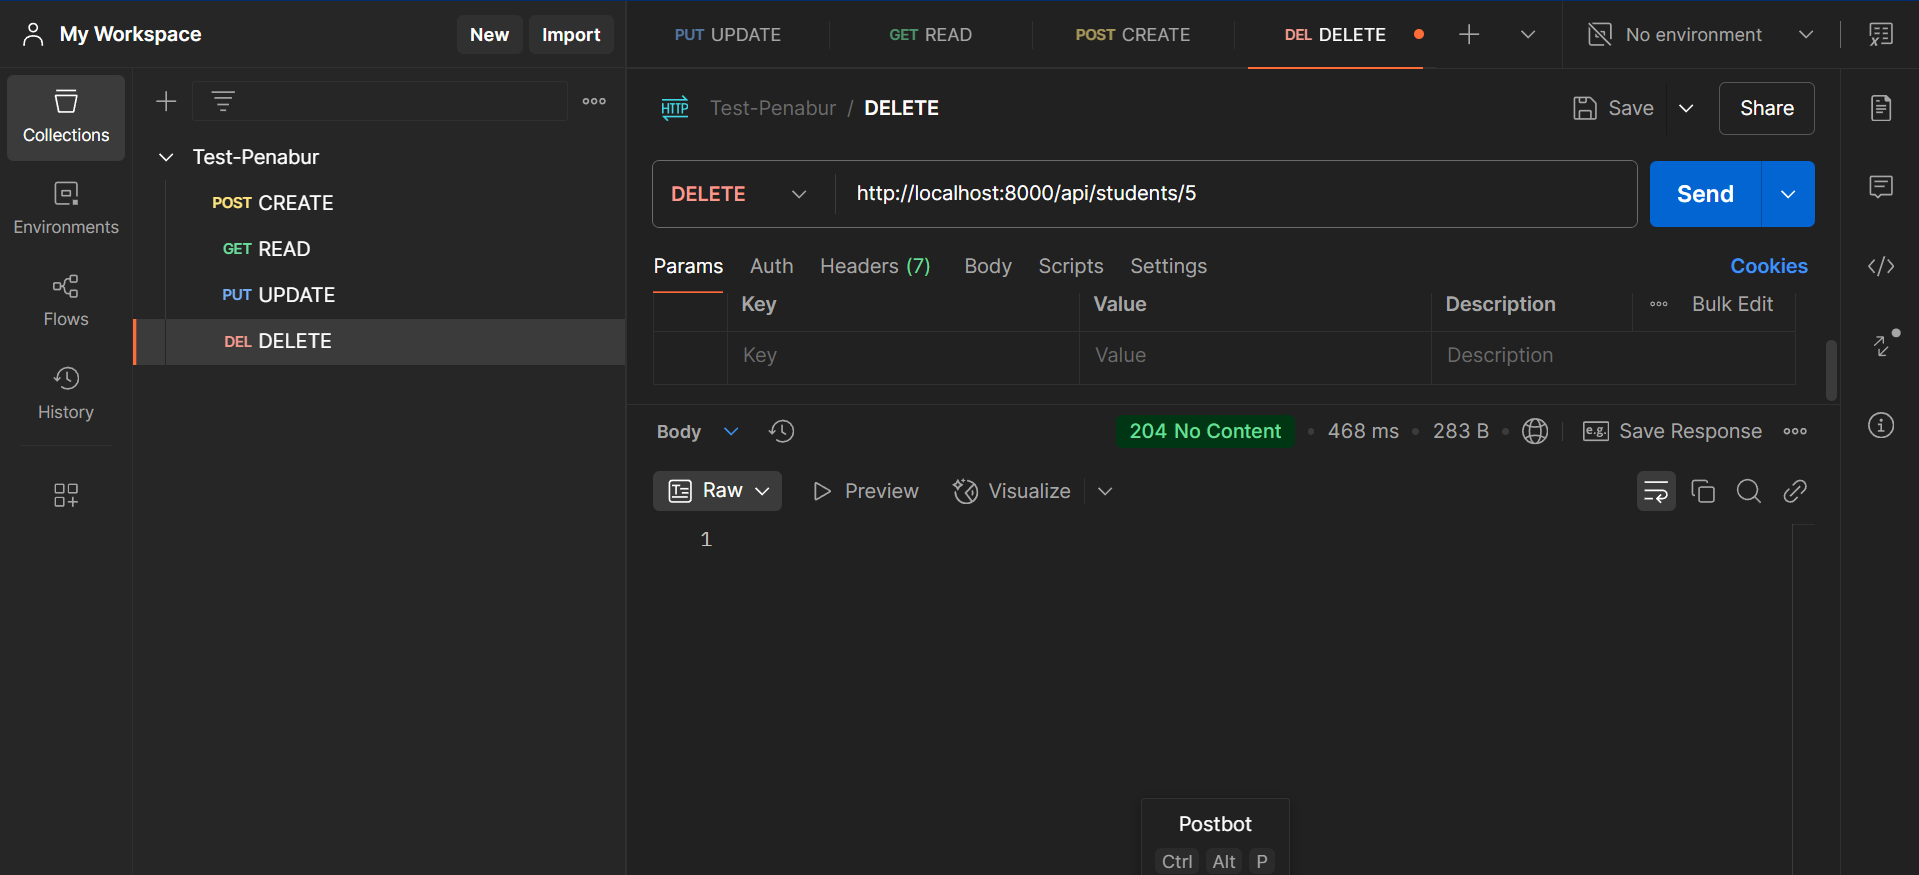 My Workspace New Import
PUT UPDATE GET READ POST CREATE DEL DELETE No environment
Collections
Environments
Flows
History
Test-Penabur
POST CREATE
GET READ
PUT UPDATE
DEL DELETE
HTTP Test-Penabur / DELETE Save Share
DELETE http://localhost:8000/api/students/5 Send
Params Auth Headers (7) Body Scripts Settings Cookies
Key Value Description Bulk Edit
Key Value Description
Body 204 No Content 468 ms 283 B e.g. Save Response
Raw Preview Visualize
1
Postbot
Ctrl Alt P